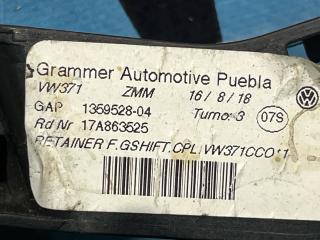 Grammer Automotive Puebla
VW371 ZMM 16/8/18
GAP 1359528-04 Turno: 3 07S
Rd Nr 17A863525
RETAINER F.GSHIFT.CPL.VW371CCO*1